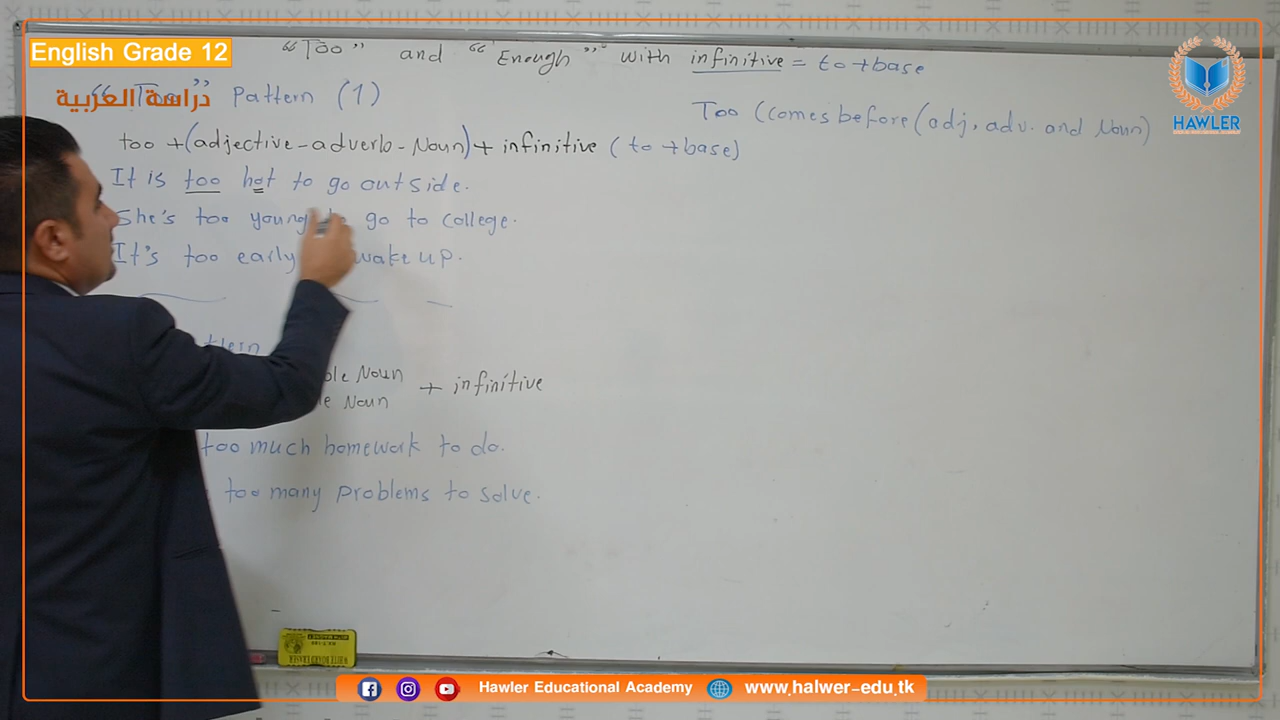 English Grade 12
دراسة العربية
HAWLER
"Too" and "Enough" with infinitive = to + base
"Too" Pattern (1)
Too (comes before (adj, adv. and Noun)
too + (adjective - adverb - Noun) + infinitive (to + base)
It is too hot to go outside.
She's too young to go to college.
It's too early wake up.
Noun
+ infinitive
Noun
too much homework to do.
too many problems to solve.
Hawler Educational Academy
www.halwer-edu.tk